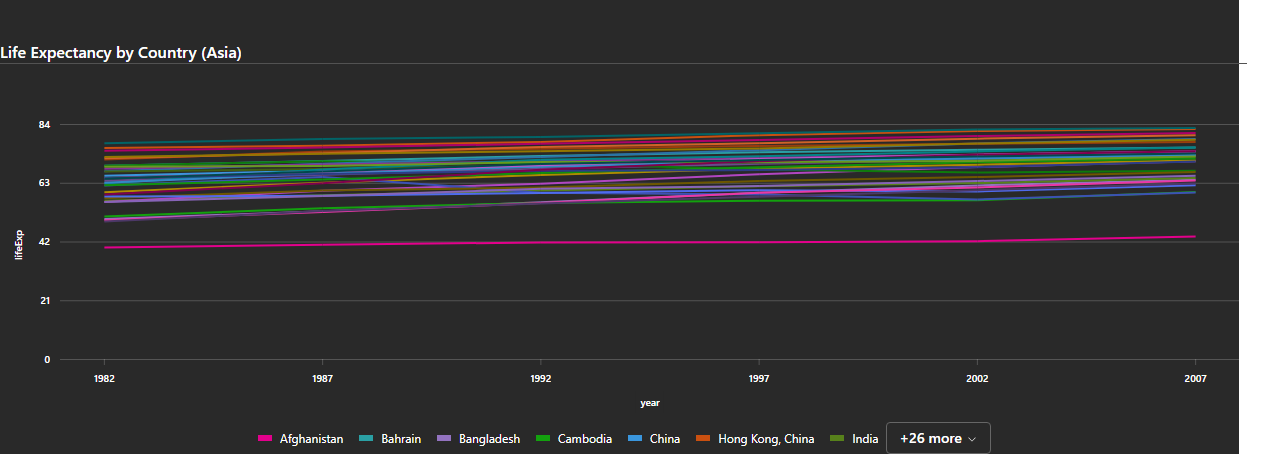 Life Expectancy by Country (Asia)
84
63
42
21
0
lifeExp
1982 1987 1992 1997 2002 2007
year
Afghanistan Bahrain Bangladesh Cambodia China Hong Kong, China India +26 more